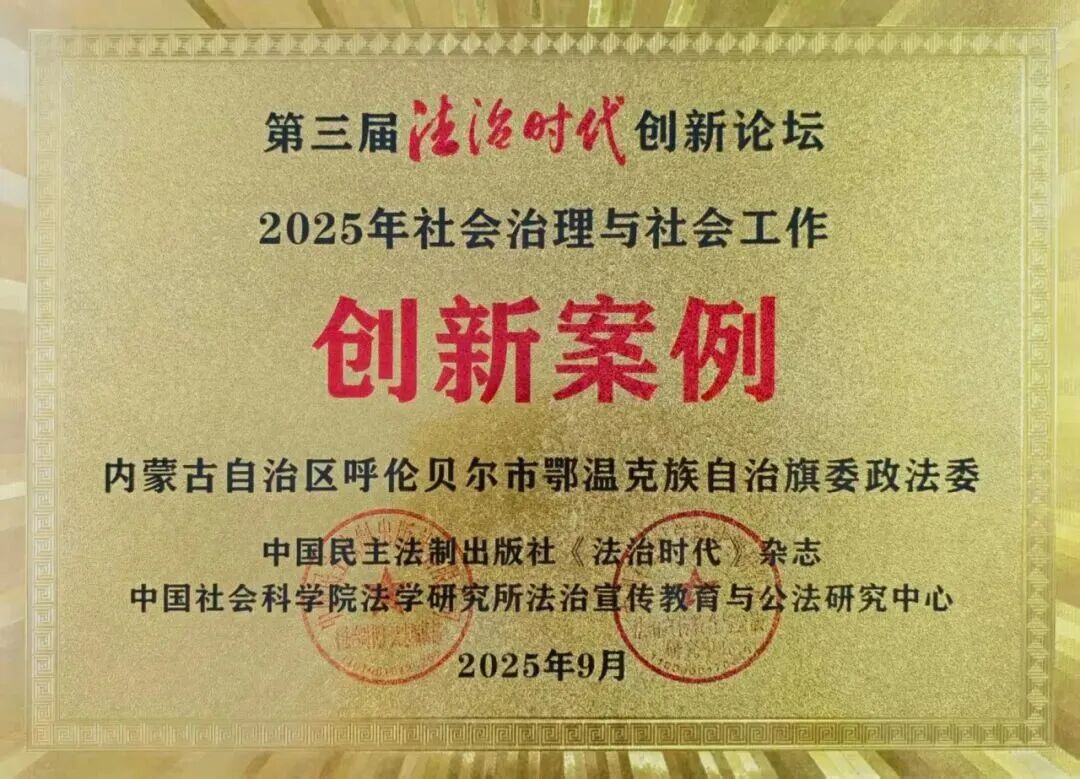 第三届法治时代创新论坛
2025年社会治理与社会工作
创新案例
内蒙古自治区呼伦贝尔市鄂温克族自治旗委政法委
中国民主法制出版社《法治时代》杂志
中国社会科学院法学研究所法治宣传教育与公法研究中心
2025年9月